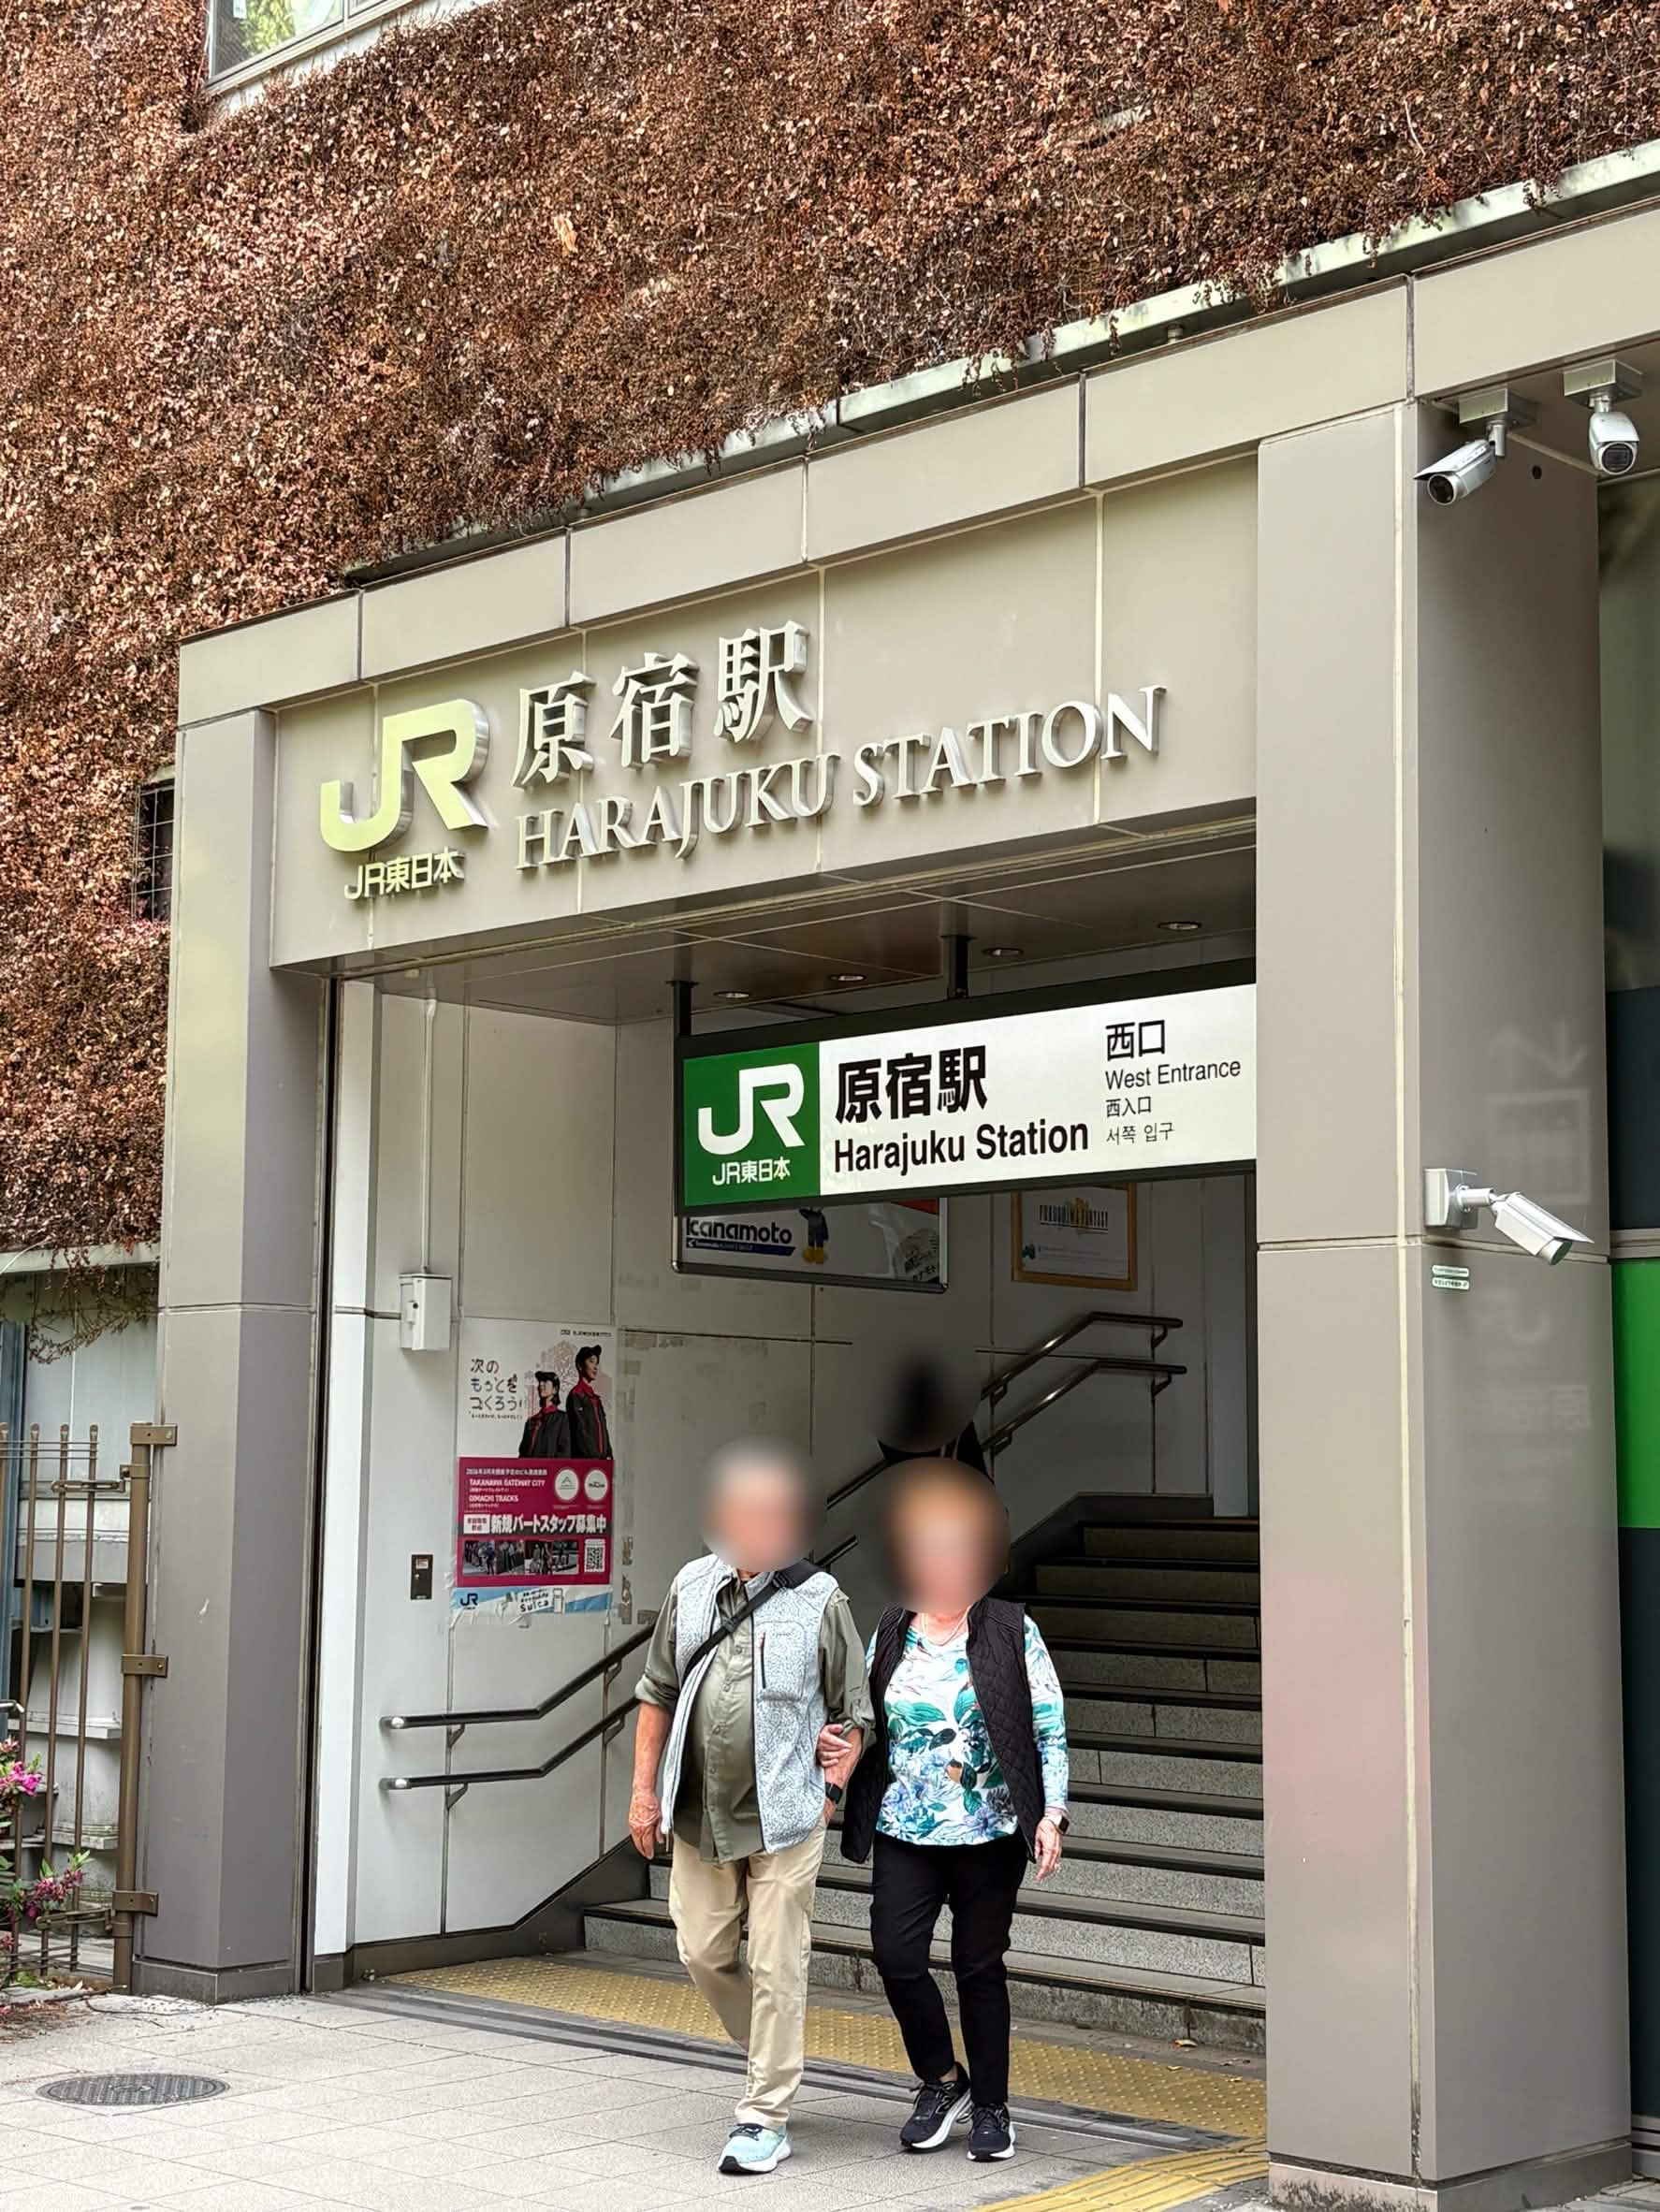 JR
JR東日本
原宿駅
HARAJUKU STATION
JR
JR東日本
原宿駅
Harajuku Station
西口
West Entrance
西入口
서쪽 입구
kanamoto
次の
もっとを
つくろう
TAKANAWA GATEWAY CITY
OIMACHI TRACKS
新規パートスタッフ募集中
JR
Suica